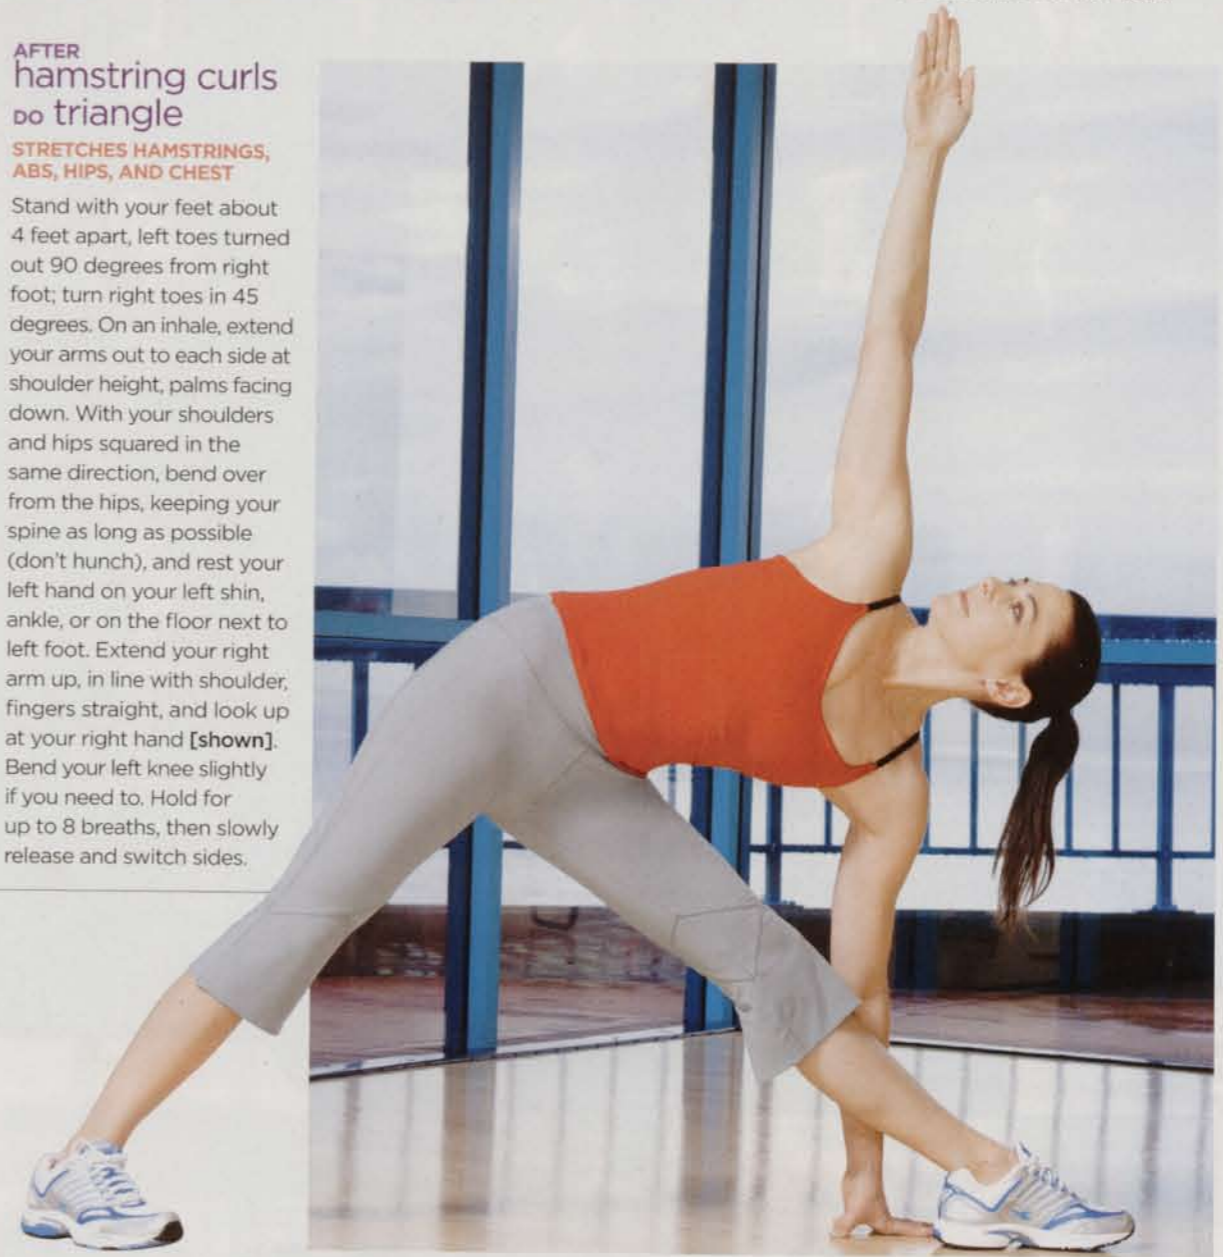 AFTER
hamstring curls
DO triangle
STRETCHES HAMSTRINGS,
ABS, HIPS, AND CHEST
Stand with your feet about
4 feet apart, left toes turned
out 90 degrees from right
foot; turn right toes in 45
degrees. On an inhale, extend
your arms out to each side at
shoulder height, palms facing
down. With your shoulders
and hips squared in the
same direction, bend over
from the hips, keeping your
spine as long as possible
(don't hunch), and rest your
left hand on your left shin,
ankle, or on the floor next to
left foot. Extend your right
arm up, in line with shoulder,
fingers straight, and look up
at your right hand [shown].
Bend your left knee slightly
if you need to. Hold for
up to 8 breaths, then slowly
release and switch sides.